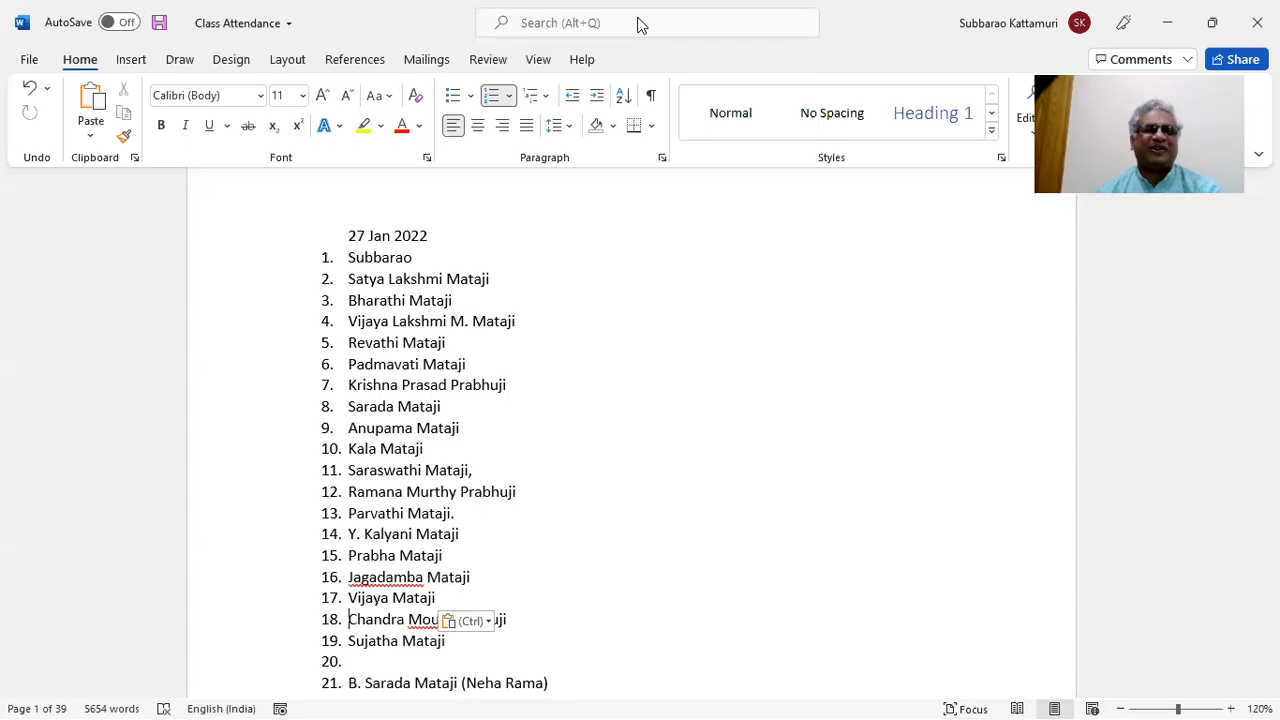 AutoSave Off Class Attendance Search (Alt+Q) Subbarao Kattamuri SK
File Home Insert Draw Design Layout References Mailings Review View Help Comments Share
Paste
Calibri (Body) 11
Normal No Spacing Heading 1
Undo Clipboard Font Paragraph Styles
27 Jan 2022
1. Subbarao
2. Satya Lakshmi Mataji
3. Bharathi Mataji
4. Vijaya Lakshmi M. Mataji
5. Revathi Mataji
6. Padmavati Mataji
7. Krishna Prasad Prabhuji
8. Sarada Mataji
9. Anupama Mataji
10. Kala Mataji
11. Saraswathi Mataji,
12. Ramana Murthy Prabhuji
13. Parvathi Mataji.
14. Y. Kalyani Mataji
15. Prabha Mataji
16. Jagadamba Mataji
17. Vijaya Mataji
18. Chandra (Ctrl)
19. Sujatha Mataji
20.
21. B. Sarada Mataji (Neha Rama)
Page 1 of 39 5654 words English (India) Focus 120%